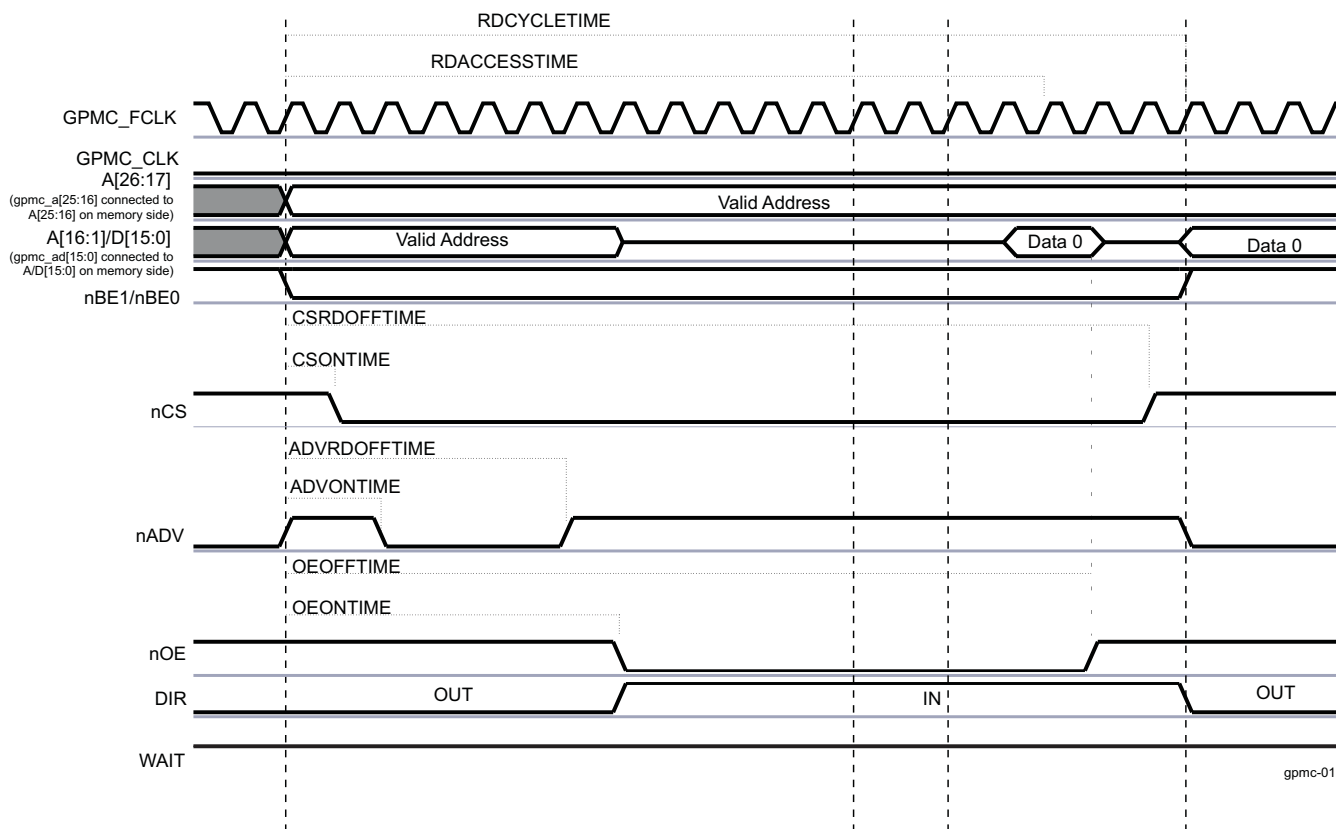 RDCYCLETIME
RDACCESSTIME
GPMC_FCLK
GPMC_CLK
A[26:17]
(gpmc_a[25:16] connected to
A[25:16] on memory side)
Valid Address
A[16:1]/D[15:0]
(gpmc_ad[15:0] connected to
A/D[15:0] on memory side)
Valid Address
Data 0
Data 0
nBE1/nBE0
CSRDOFFTIME
CSONTIME
nCS
ADVRDOFFTIME
ADVONTIME
nADV
OEOFFTIME
OEONTIME
nOE
DIR
OUT
IN
OUT
WAIT
gpmc-01